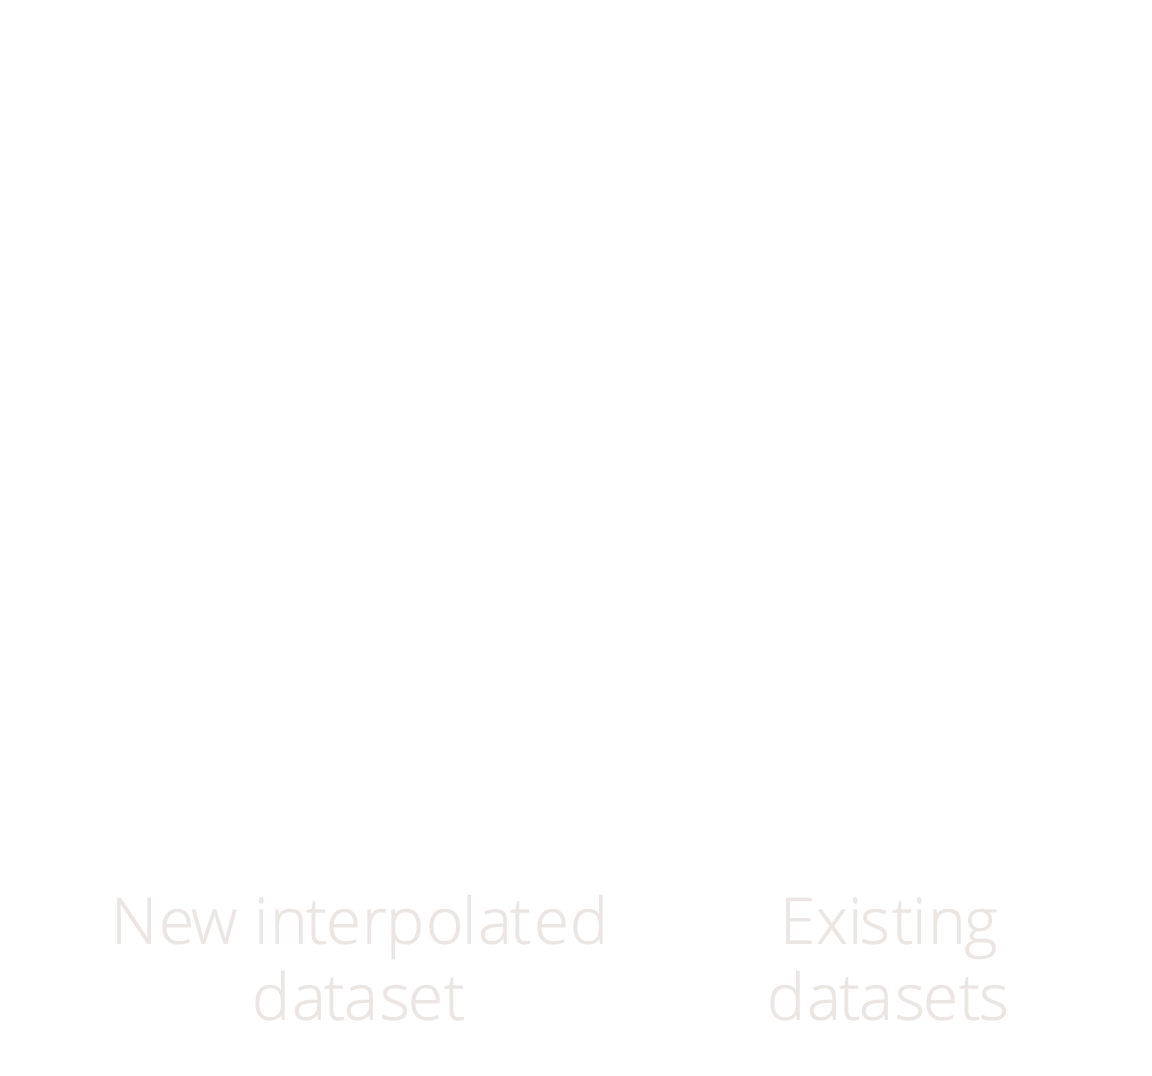 New interpolated
dataset
Existing
datasets